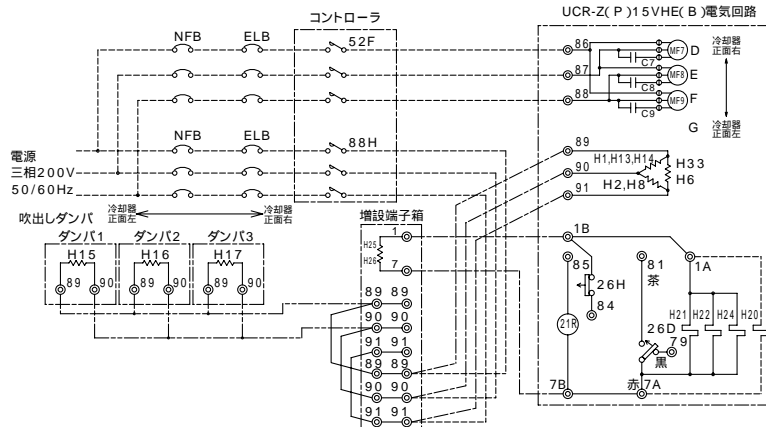 コントローラ
UCR-Z(P)15VHE(B)電気回路
NFB
ELB
52F
86
MF7
D
冷却器
正面右
C7
87
MF8
E
C8
88
MF9
F
C9
G
冷却器
正面左
NFB
ELB
88H
電源
三相200V
50/60Hz
89
H1,H13,H14
H33
90
H6
H2,H8
91
吹出しダンパ
冷却器
正面左
冷却器
正面右
ダンパ1
ダンパ2
ダンパ3
H15
H16
H17
89
90
89
90
89
90
増設端子箱
1
H25
H26
7
89
89
90
90
91
91
89
89
90
90
91
91
1B
85
26H
84
21R
81
茶
1A
26D
79
黒
H21
H22
H24
H20
7B
赤
7A